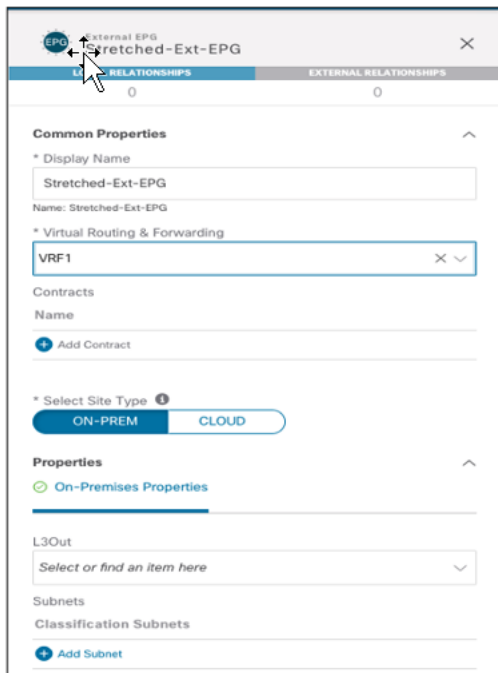 EPG
External EPG
Stretched-Ext-EPG
RELATIONSHIPS
EXTERNAL RELATIONSHIPS
0
0
Common Properties
* Display Name
Stretched-Ext-EPG
Name: Stretched-Ext-EPG
* Virtual Routing & Forwarding
VRF1
Contracts
Name
Add Contract
* Select Site Type
ON-PREM
CLOUD
Properties
On-Premises Properties
L3Out
Select or find an item here
Subnets
Classification Subnets
Add Subnet